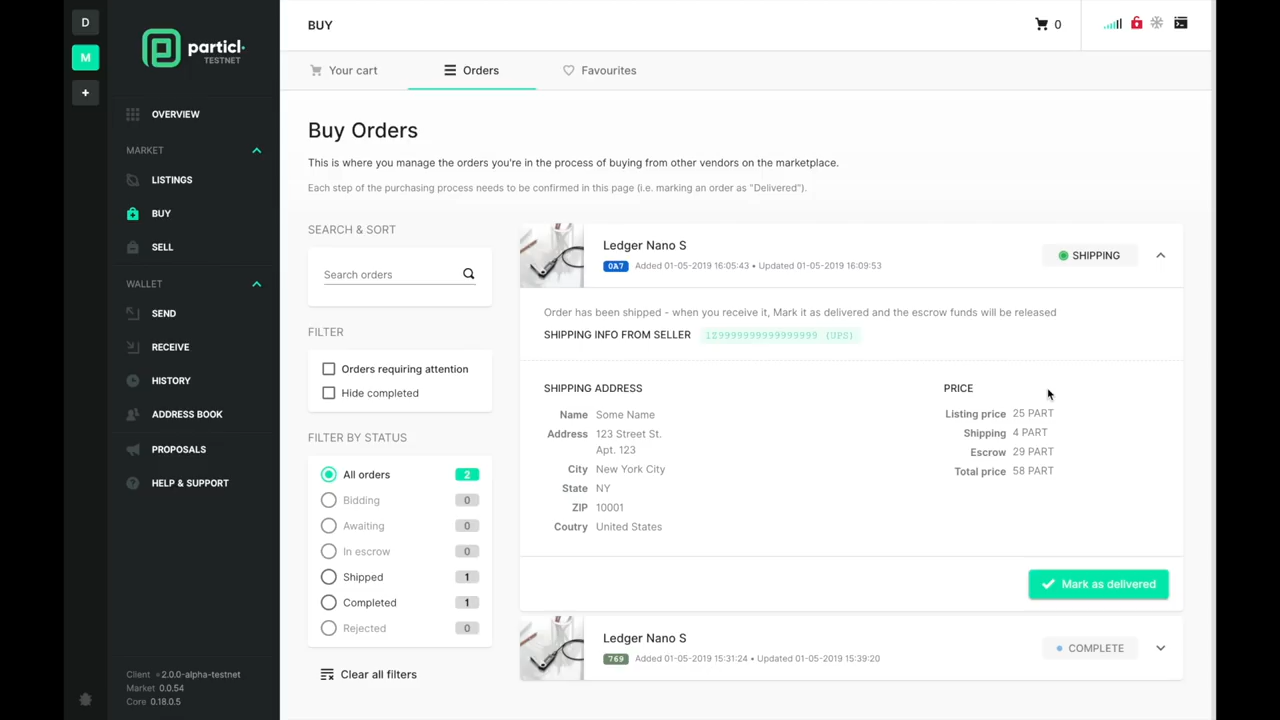 D
M
+
particl
TESTNET
OVERVIEW
MARKET
LISTINGS
BUY
SELL
WALLET
SEND
RECEIVE
HISTORY
ADDRESS BOOK
PROPOSALS
HELP & SUPPORT
Client 2.0.0-alpha-testnet
Market 0.0.54
Core 0.18.0.5
BUY
0
Your cart
Orders
Favourites
Buy Orders
This is where you manage the orders you're in the process of buying from other vendors on the marketplace.
Each step of the purchasing process needs to be confirmed in this page (i.e. marking an order as "Delivered").
SEARCH & SORT
Search orders
FILTER
Orders requiring attention
Hide completed
FILTER BY STATUS
All orders 2
Bidding 0
Awaiting 0
In escrow 0
Shipped 1
Completed 1
Rejected 0
Clear all filters
Ledger Nano S
0A7 Added 01-05-2019 16:05:43 • Updated 01-05-2019 16:09:53
SHIPPING
Order has been shipped - when you receive it, Mark it as delivered and the escrow funds will be released
SHIPPING INFO FROM SELLER 1Z9999999999999999 (UPS)
SHIPPING ADDRESS
Name Some Name
Address 123 Street St.
Apt. 123
City New York City
State NY
ZIP 10001
Coutry United States
PRICE
Listing price 25 PART
Shipping 4 PART
Escrow 29 PART
Total price 58 PART
Mark as delivered
Ledger Nano S
769 Added 01-05-2019 15:31:24 • Updated 01-05-2019 15:39:20
COMPLETE